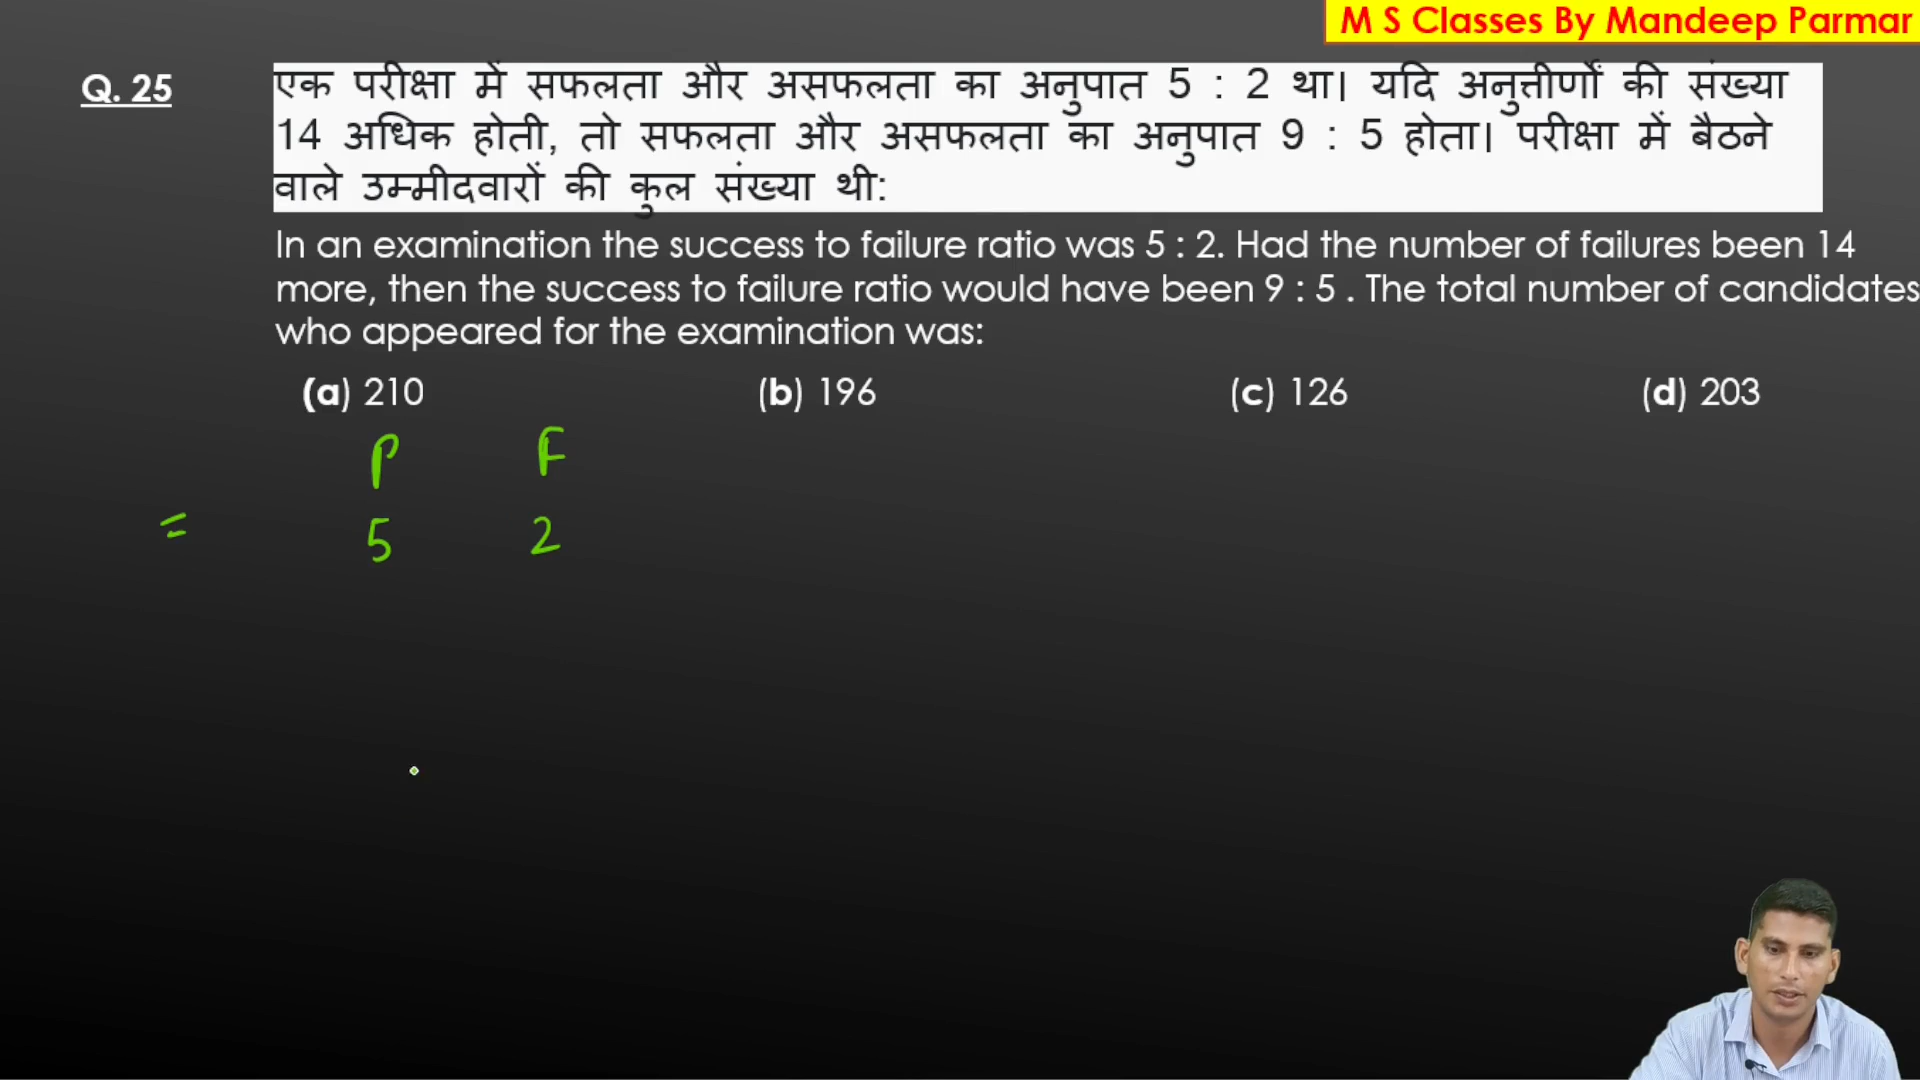 M S Classes By Mandeep Parmar
Q. 25
एक परीक्षा में सफलता और असफलता का अनुपात 5 : 2 था। यदि अनुत्तीर्णों की संख्या
14 अधिक होती, तो सफलता और असफलता का अनुपात 9 : 5 होता। परीक्षा में बैठने
वाले उम्मीदवारों की कुल संख्या थी:
In an examination the success to failure ratio was 5 : 2. Had the number of failures been 14
more, then the success to failure ratio would have been 9 : 5 . The total number of candidates
who appeared for the examination was:
(a) 210 (b) 196 (c) 126 (d) 203
P F
= 5 2